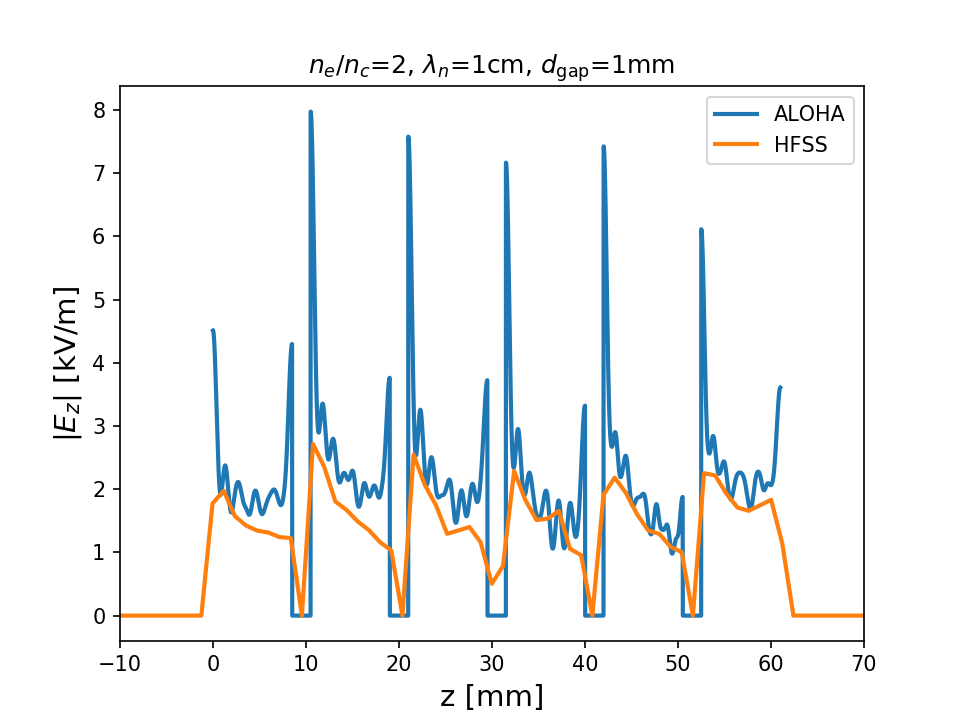 n_e/n_c=2, λ_n=1cm, d_gap=1mm
ALOHA
HFSS
|E_z| [kV/m]
8
7
6
5
4
3
2
1
0
−10 0 10 20 30 40 50 60 70
z [mm]